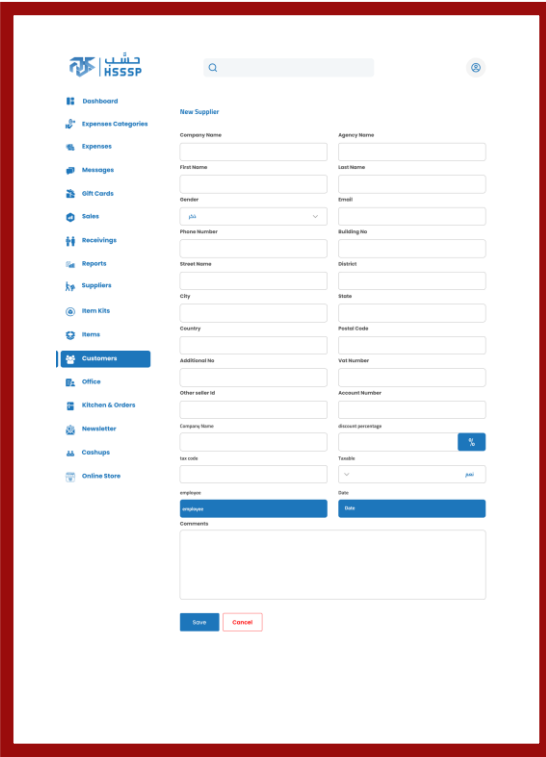 حسّب
HSSSP
Dashboard
Expenses Categories
Expenses
Messages
Gift Cards
Sales
Receivings
Reports
Suppliers
Item Kits
Items
Customers
Office
Kitchen & Orders
Newsletter
Cashups
Online Store
New Supplier
Company Name
Agency Name
First Name
Last Name
Gender
Email
ذكر
Phone Number
Building No
Street Name
District
City
State
Country
Postal Code
Additional No
Vat Number
Other seller id
Account Number
Company Name
discount percentage
%
tax code
Taxable
نعم
employee
Date
employee
Date
Comments
Save
Cancel